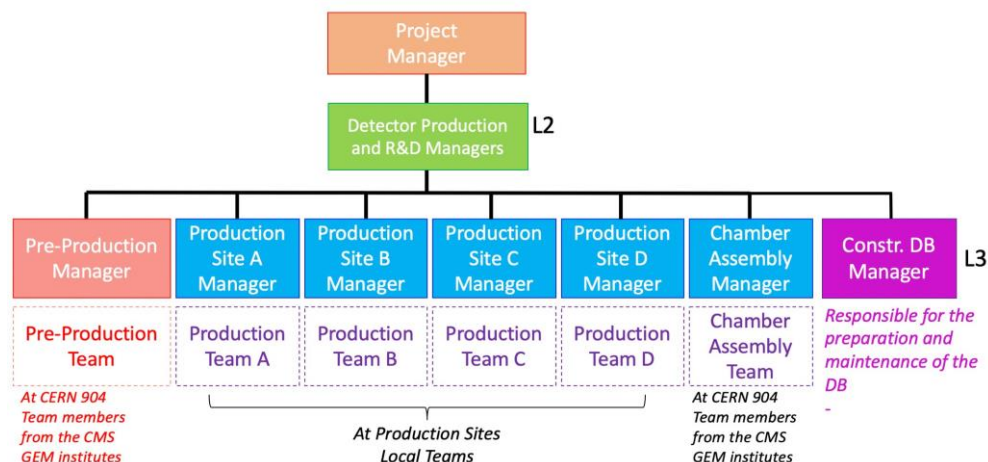 Project
Manager
Detector Production
and R&D Managers
L2
Pre-Production
Manager
Production
Site A
Manager
Production
Site B
Manager
Production
Site C
Manager
Production
Site D
Manager
Chamber
Assembly
Manager
Constr. DB
Manager
L3
Pre-Production
Team
Production
Team A
Production
Team B
Production
Team C
Production
Team D
Chamber
Assembly
Team
Responsible for the
preparation and
maintenance of the
DB
-
At CERN 904
Team members
from the CMS
GEM institutes
At Production Sites
Local Teams
At CERN 904
Team members
from the CMS
GEM institutes